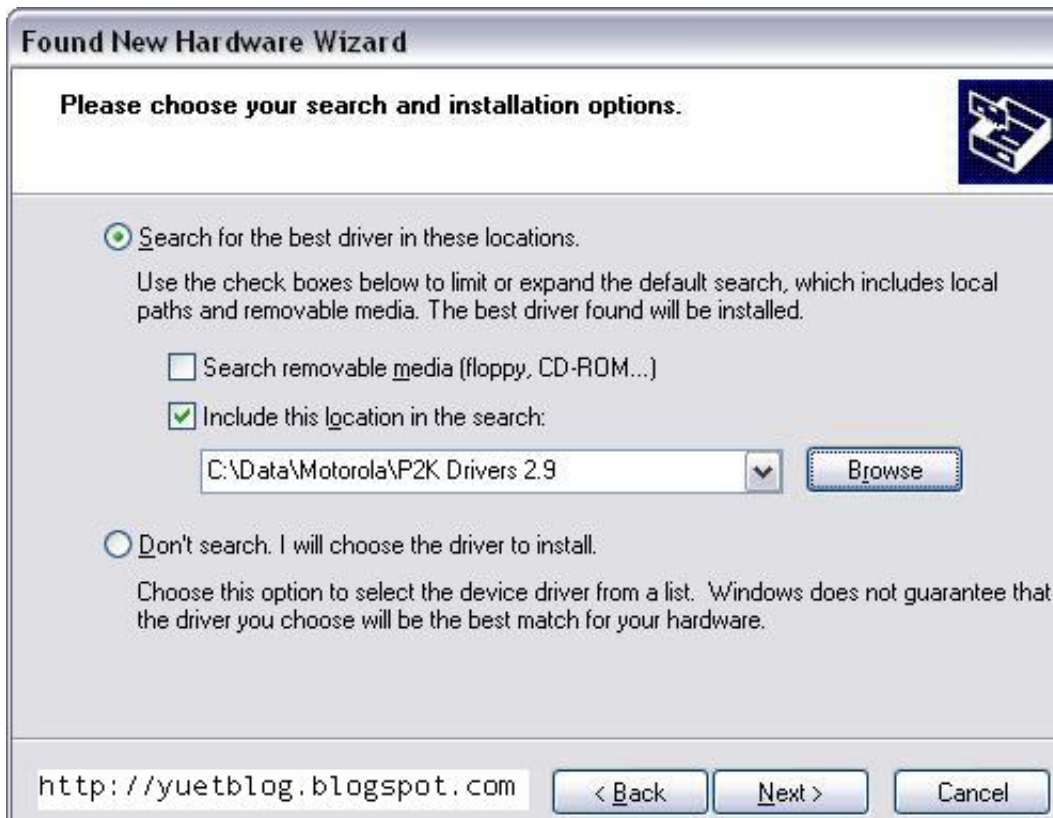 Found New Hardware Wizard
Please choose your search and installation options.
Search for the best driver in these locations.
Use the check boxes below to limit or expand the default search, which includes local
paths and removable media. The best driver found will be installed.
Search removable media (floppy, CD-ROM...)
Include this location in the search:
C:\Data\Motorola\P2K Drivers 2.9
Browse
Don't search. I will choose the driver to install.
Choose this option to select the device driver from a list. Windows does not guarantee that
the driver you choose will be the best match for your hardware.
http://yuetblog.blogspot.com
< Back
Next >
Cancel